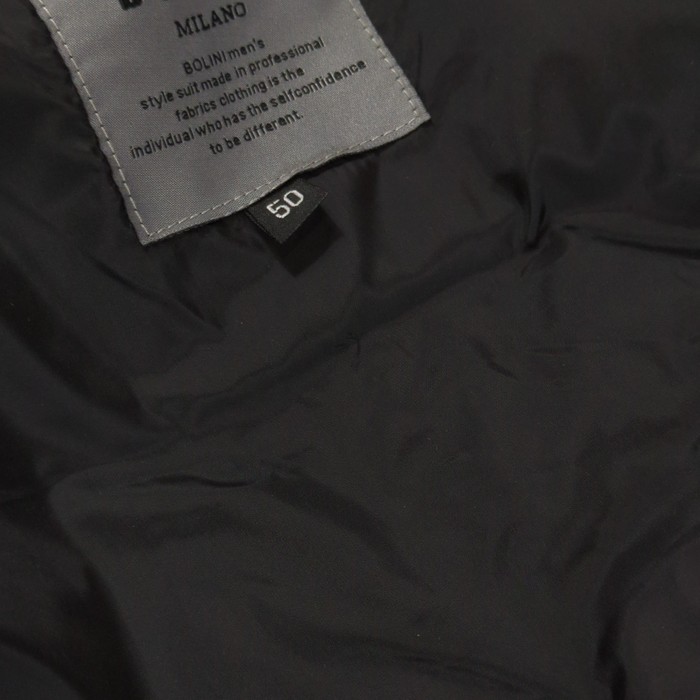 MILANO
BOLINI men's
style suit made in professional
fabrics clothing is the
individual who has the selfconfidence
to be different.
50